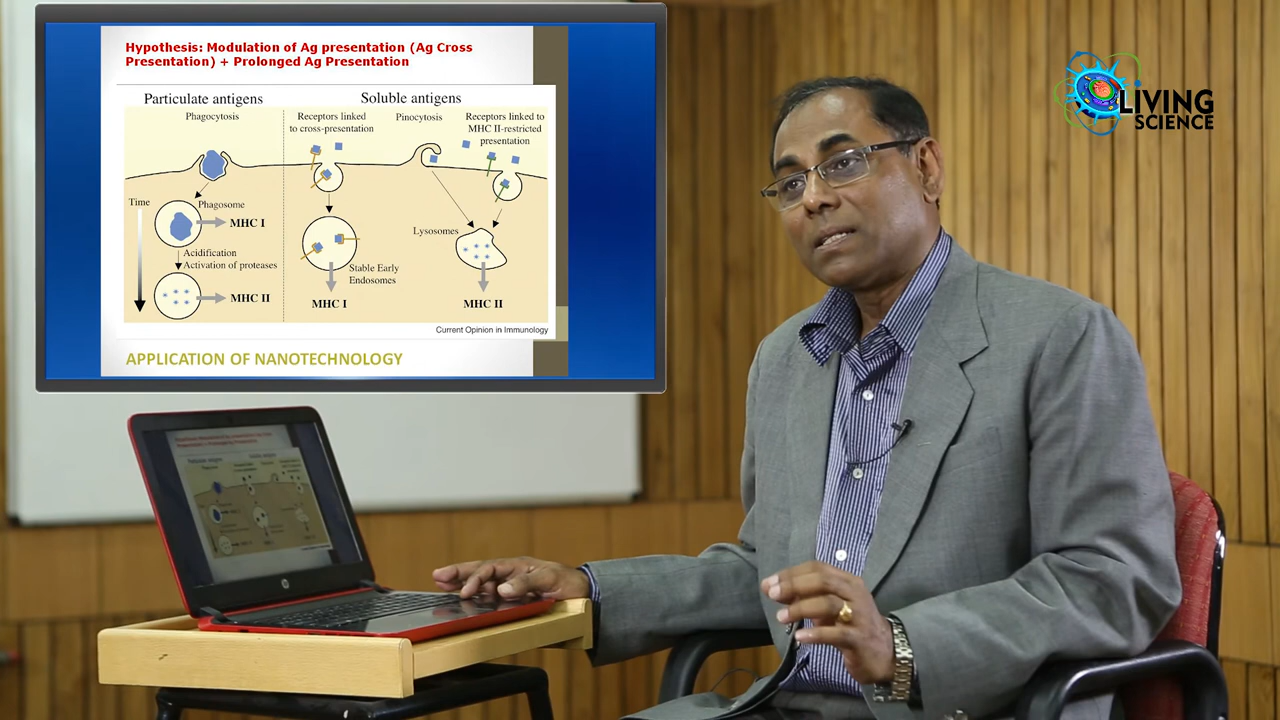 Hypothesis: Modulation of Ag presentation (Ag Cross
Presentation) + Prolonged Ag Presentation
Particulate antigens
Soluble antigens
Phagocytosis
Receptors linked
to cross-presentation
Pinocytosis
Receptors linked to
MHC II-restricted
presentation
Time
Phagosome
MHC I
Acidification
Activation of proteases
MHC II
Stable Early
Endosomes
MHC I
Lysosomes
MHC II
Current Opinion in Immunology
APPLICATION OF NANOTECHNOLOGY
LIVING
SCIENCE
hp